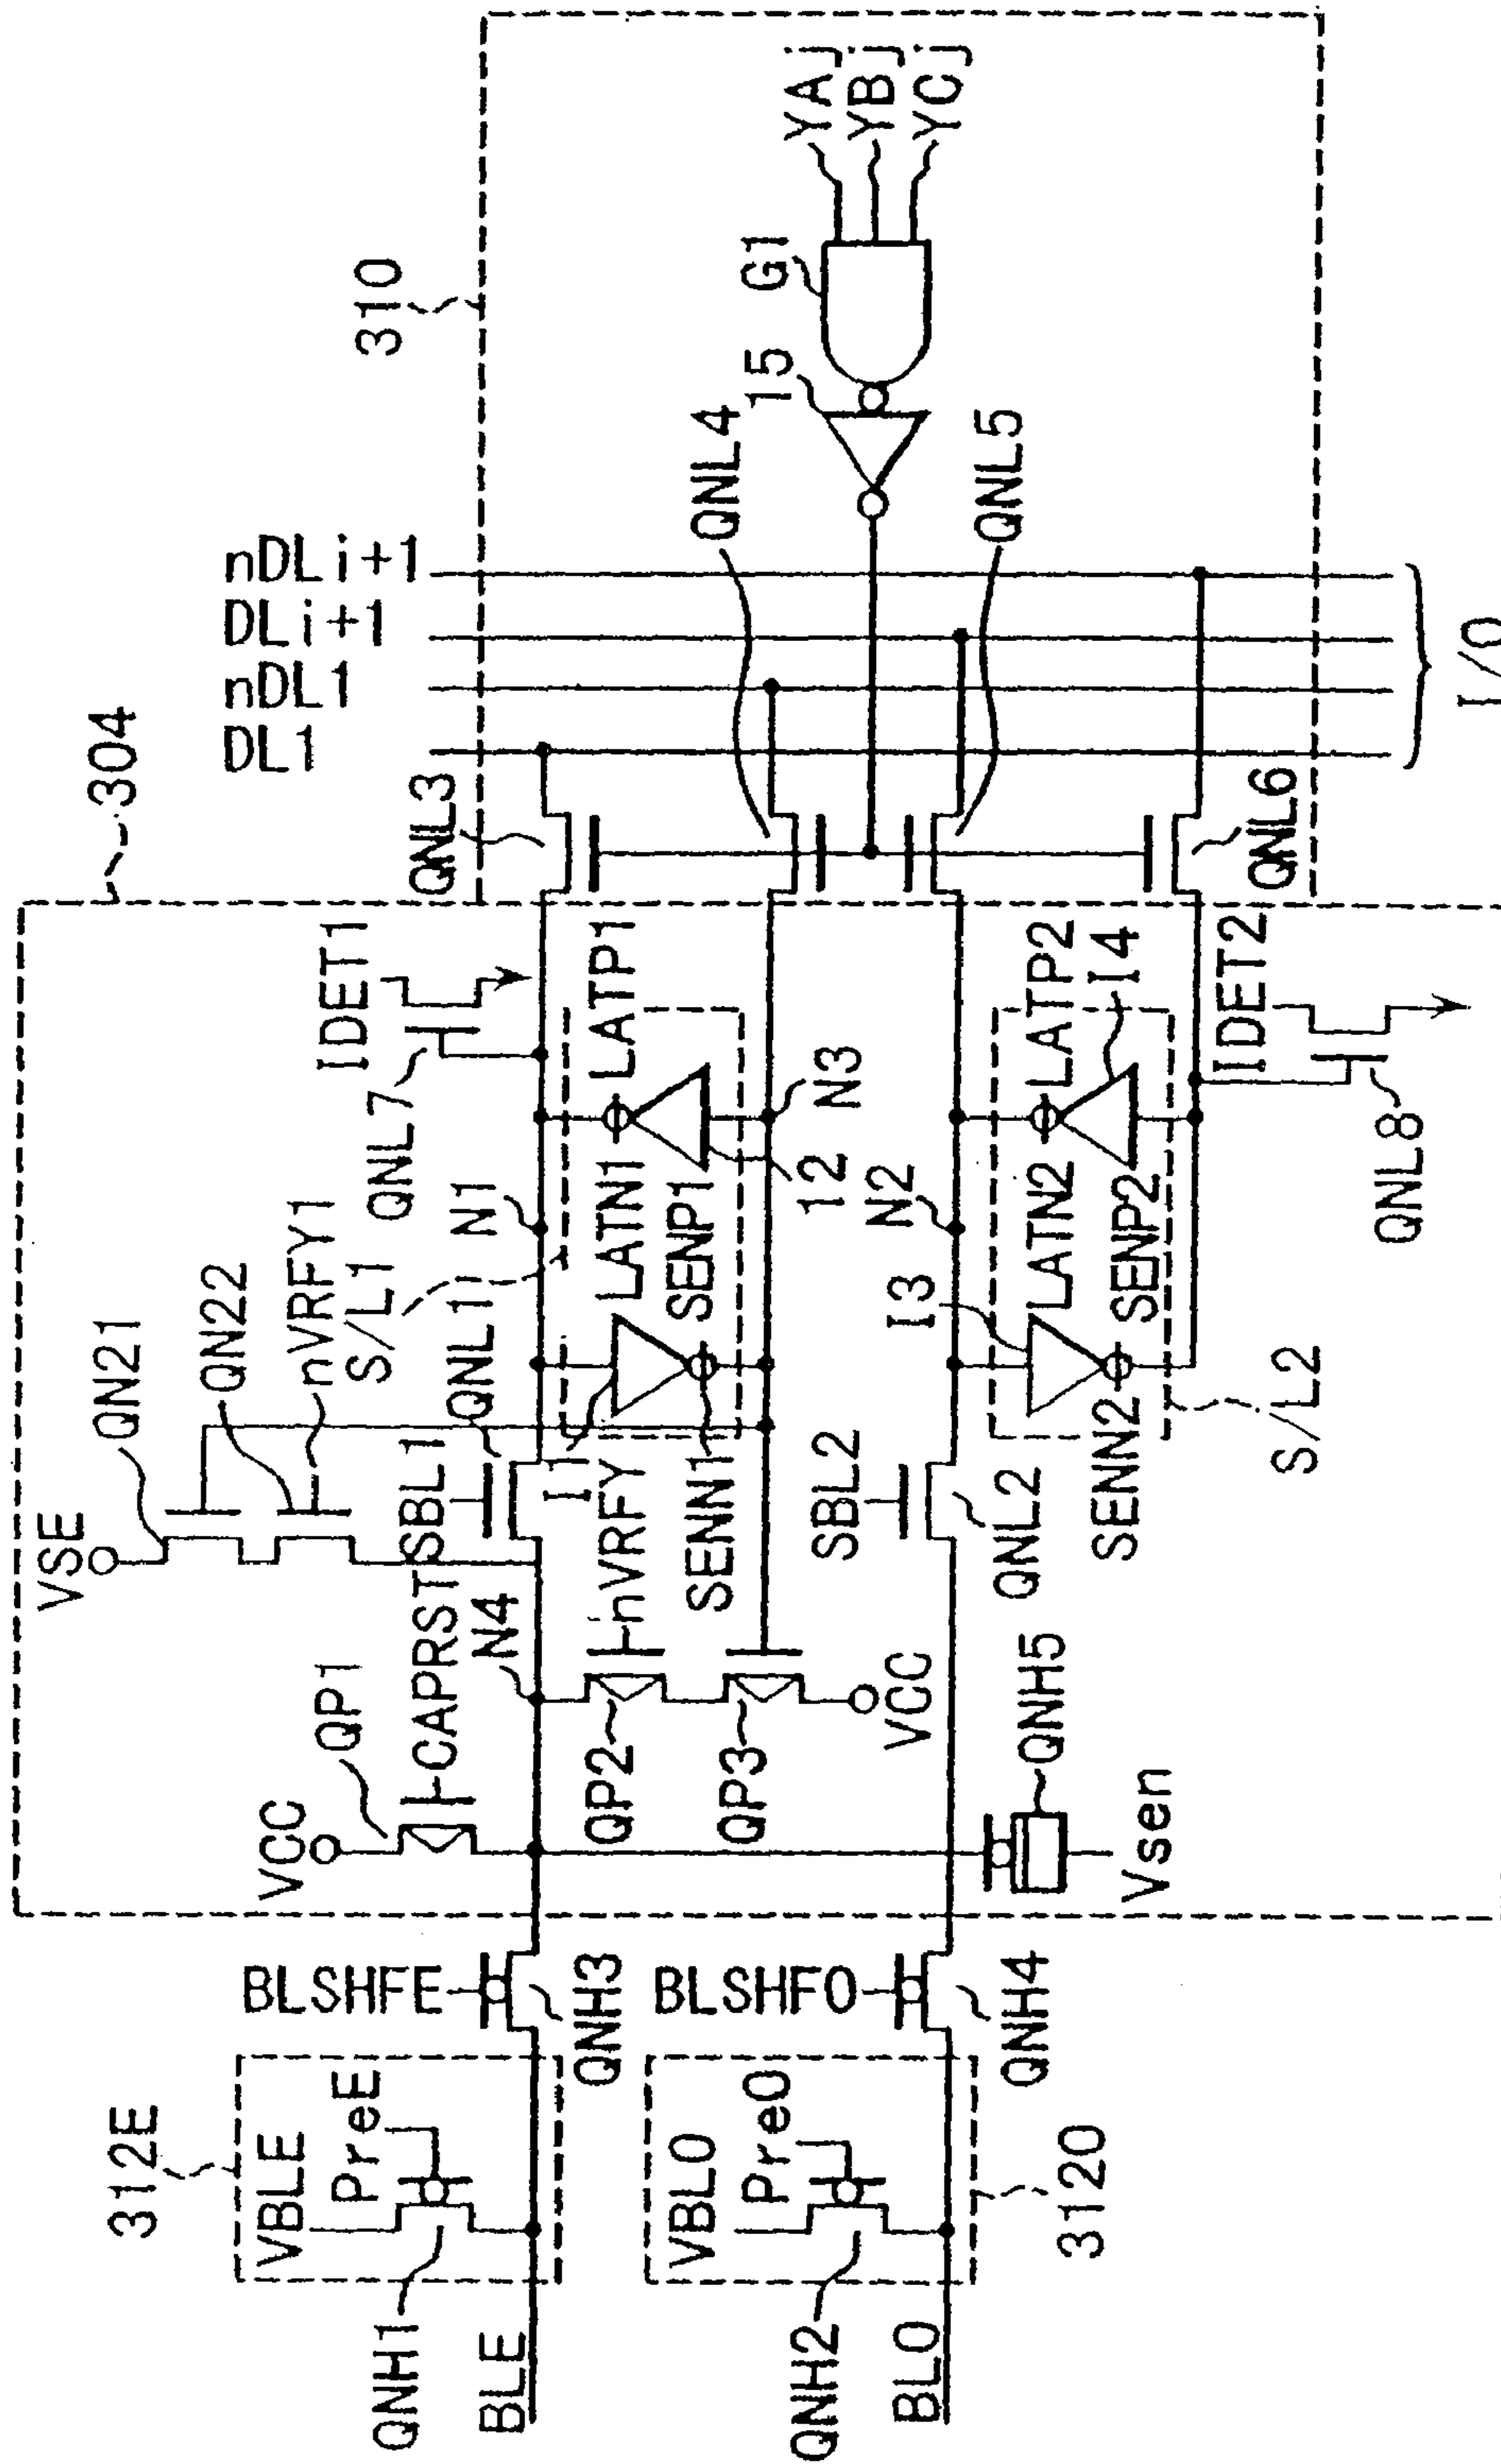 304
310
VSE
QN21
QN22
nVRFY1
S/L1
QNL7
IDET1
QNL3
DL1
nDL1
DLi+1
nDLi+1
VCC
QP1
CAPRST
SBL1
QNL1
N1
N4
I1
LATN1
LATP1
QNL4
15
G1
YAj
YBj
YCj
312E
VBLE
PreE
BLSHFE
QNH1
BLE
QNH3
QP2
nVRFY
SENN1
SENP1
12
N3
QP3
VCC
SBL2
I3
N2
QNL5
VBLO
PreO
BLSHFO
QNH2
BLO
QNH4
3120
QNH5
Vsen
QNL2
LATN2
LATP2
I4
SENN2
SENP2
IDET2
QNL6
S/L2
QNL8
I/O